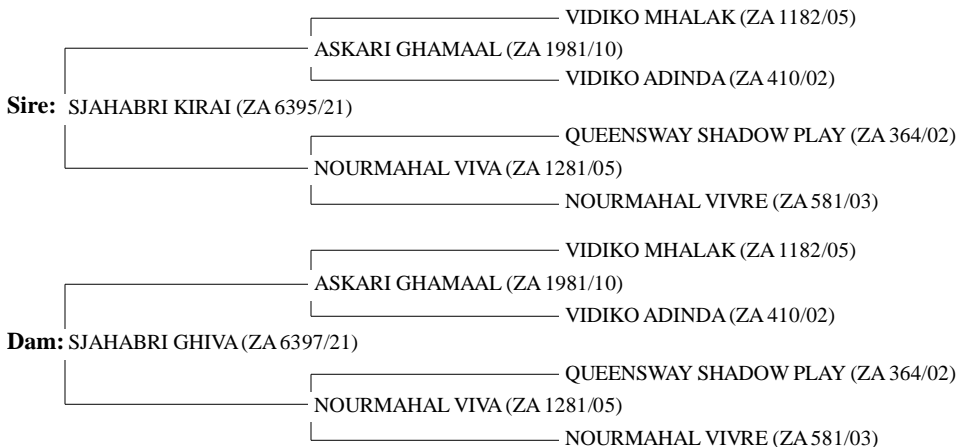 VIDIKO MHALAK (ZA 1182/05)
ASKARI GHAMAAL (ZA 1981/10)
VIDIKO ADINDA (ZA 410/02)
Sire: SJAHABRI KIRAI (ZA 6395/21)
QUEENSWAY SHADOW PLAY (ZA 364/02)
NOURMAHAL VIVA (ZA 1281/05)
NOURMAHAL VIVRE (ZA 581/03)
VIDIKO MHALAK (ZA 1182/05)
ASKARI GHAMAAL (ZA 1981/10)
VIDIKO ADINDA (ZA 410/02)
Dam: SJAHABRI GHIVA (ZA 6397/21)
QUEENSWAY SHADOW PLAY (ZA 364/02)
NOURMAHAL VIVA (ZA 1281/05)
NOURMAHAL VIVRE (ZA 581/03)